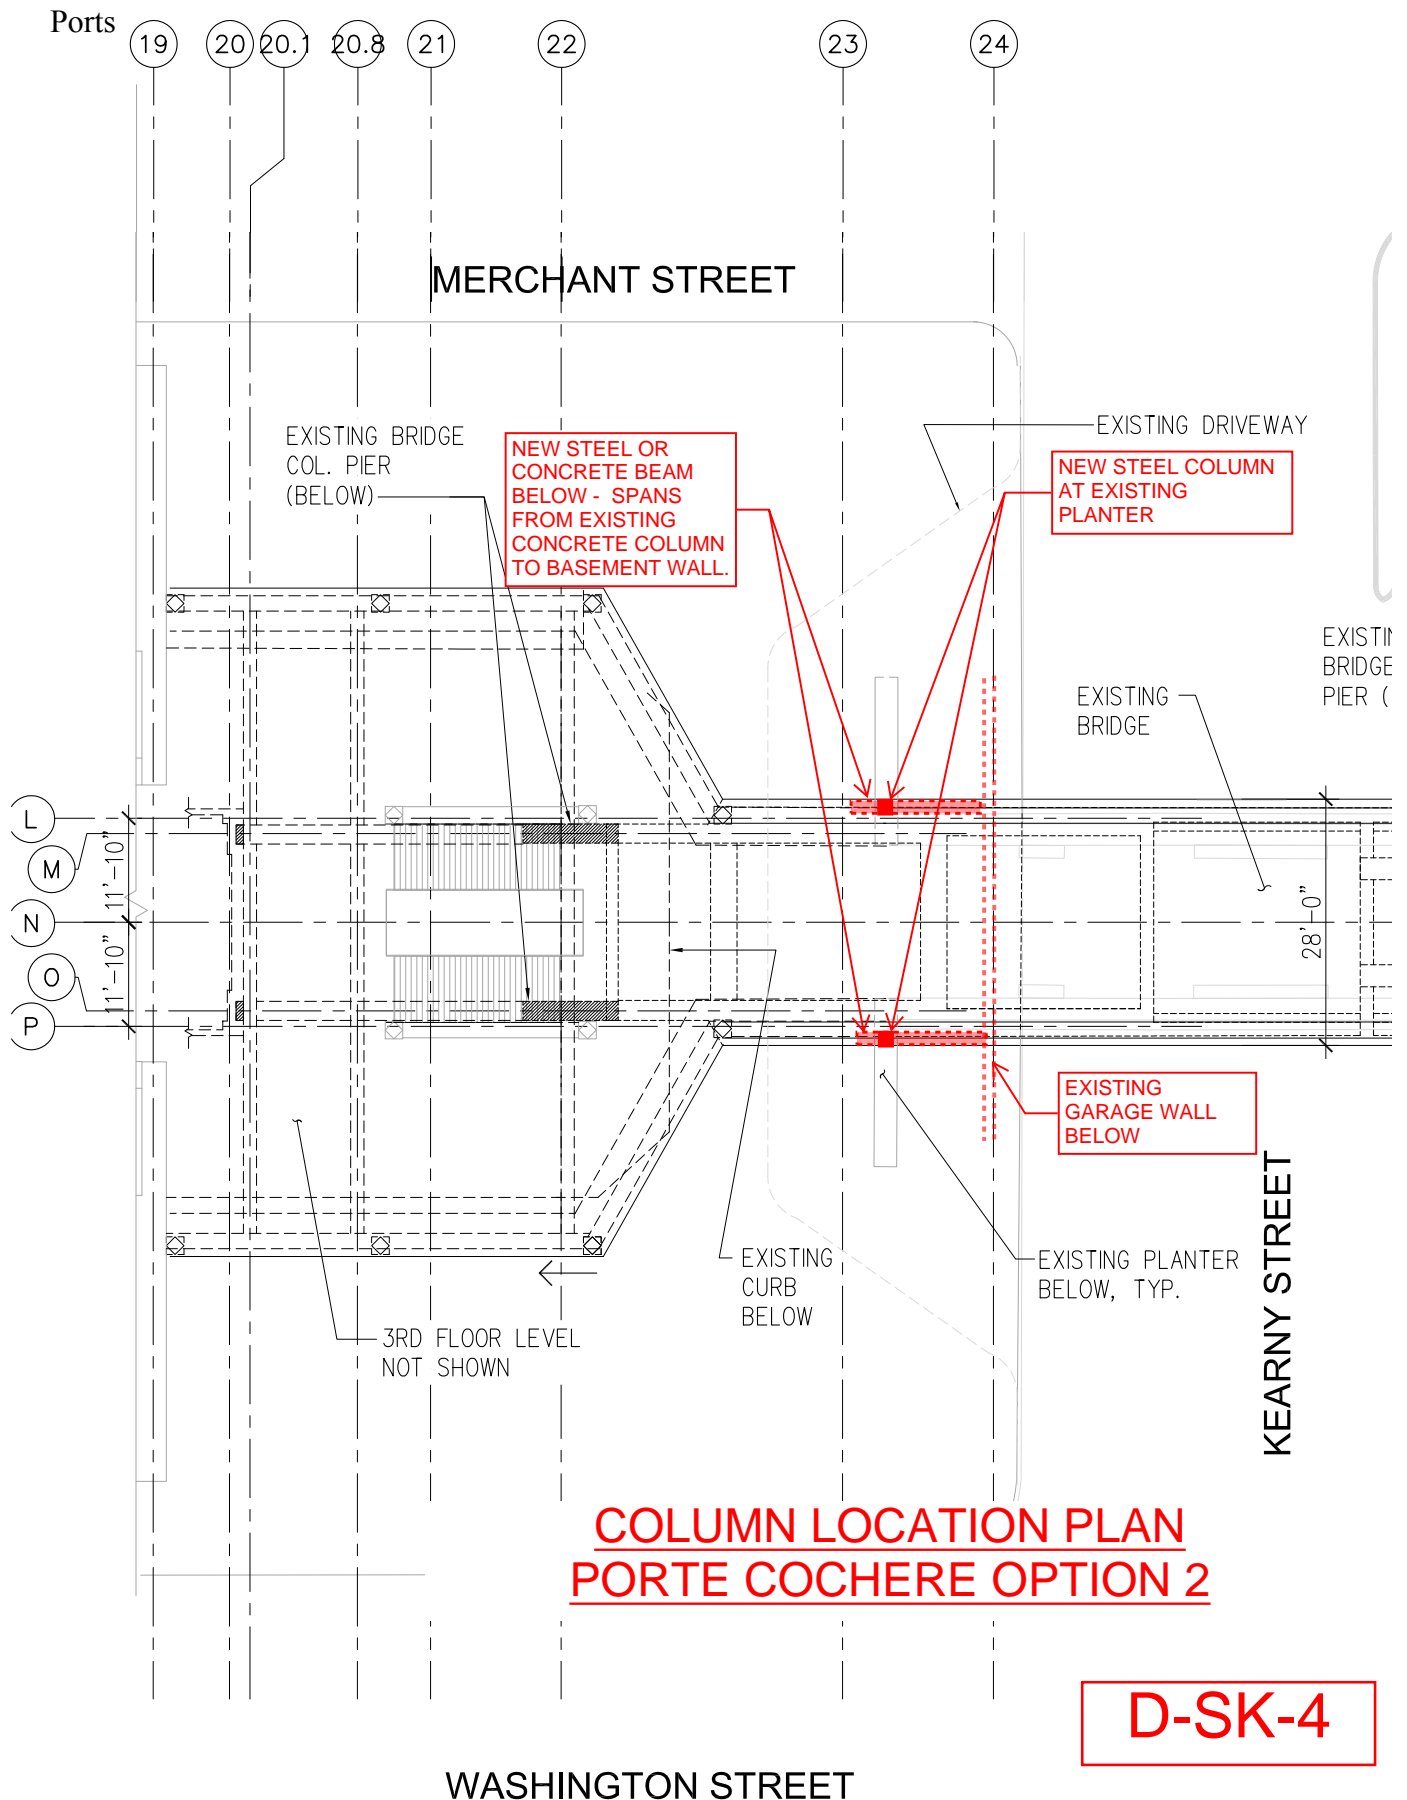 Ports
19 20 20.1 20.8 21 22 23 24
MERCHANT STREET
EXISTING DRIVEWAY
EXISTING BRIDGE
COL. PIER
(BELOW)
NEW STEEL OR
CONCRETE BEAM
BELOW - SPANS
FROM EXISTING
CONCRETE COLUMN
TO BASEMENT WALL.
NEW STEEL COLUMN
AT EXISTING
PLANTER
EXISTIN
BRIDGE
PIER (
EXISTING
BRIDGE
L
M
N
O
P
11'-10"
11'-10"
28'-0"
EXISTING
GARAGE WALL
BELOW
KEARNY STREET
EXISTING
CURB
BELOW
EXISTING PLANTER
BELOW, TYP.
3RD FLOOR LEVEL
NOT SHOWN
COLUMN LOCATION PLAN
PORTE COCHERE OPTION 2
D-SK-4
WASHINGTON STREET